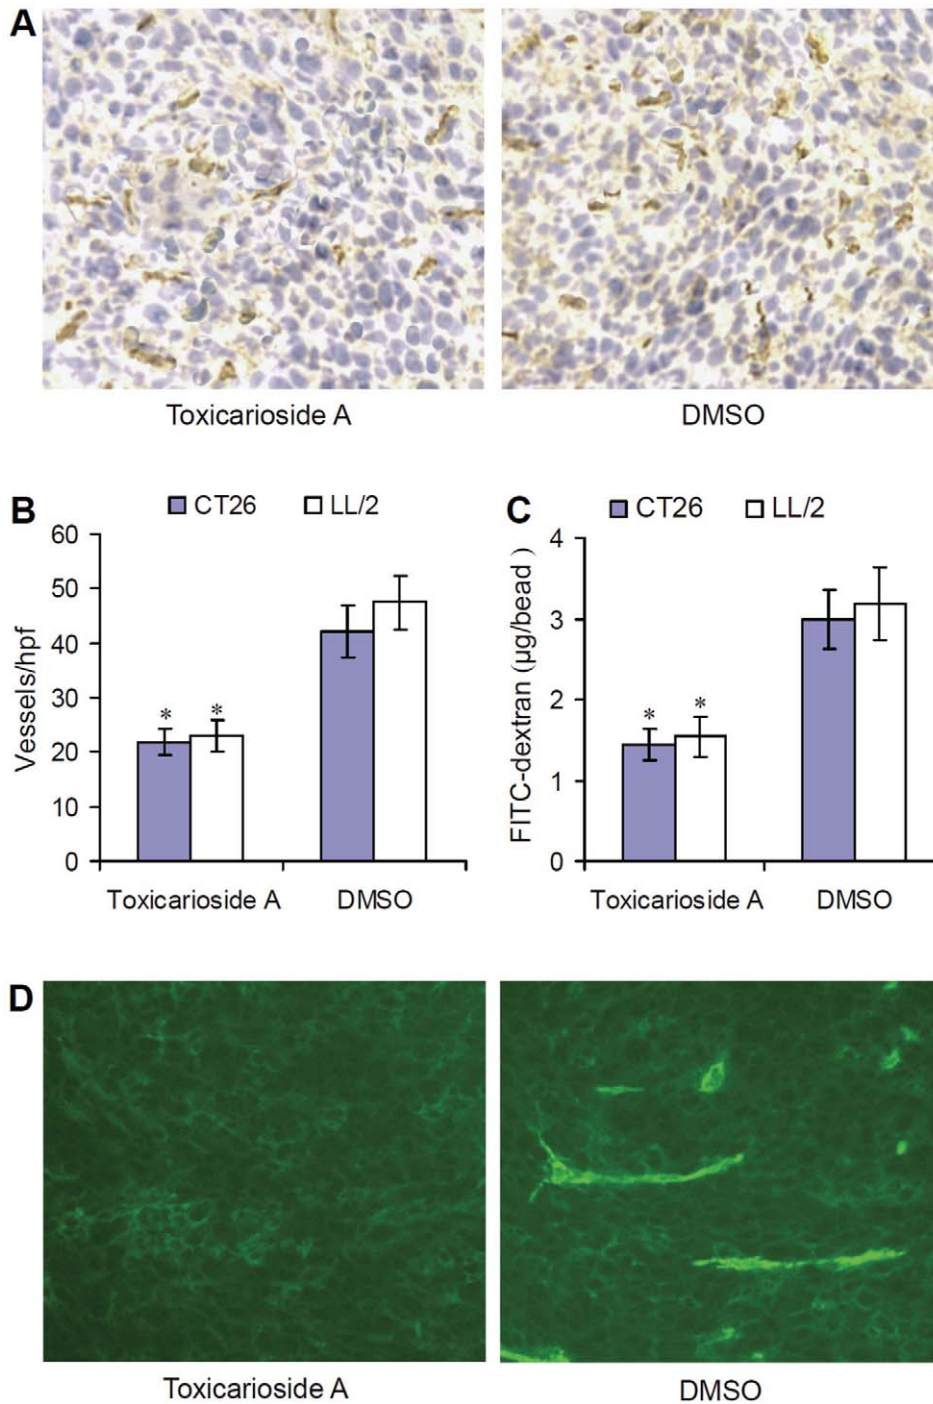 A
Toxicarioside A
DMSO
B
CT26
LL/2
60
50
40
30
20
10
0
Vessels/hpf
*
*
Toxicarioside A
DMSO
C
CT26
LL/2
4
3
2
1
0
FITC-dextran (µg/bead )
*
*
Toxicarioside A
DMSO
D
Toxicarioside A
DMSO